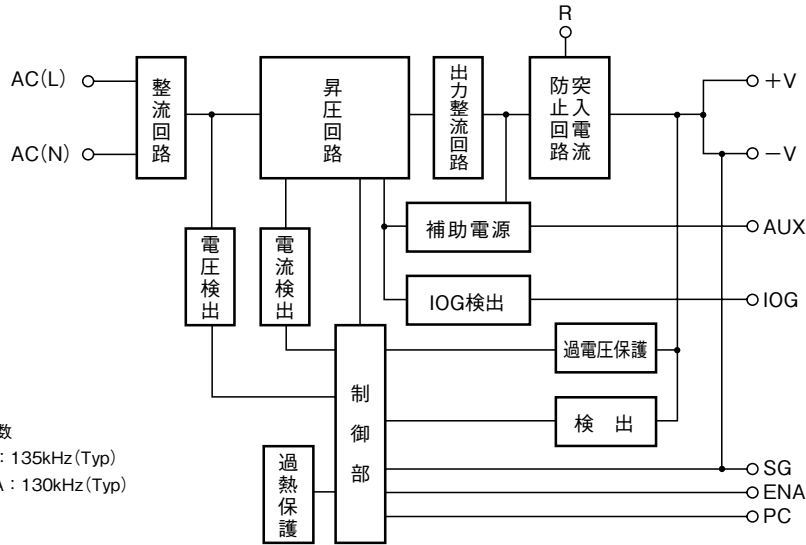 R
AC(L)
AC(N)
整流回路
昇圧回路
出力整流回路
突入電流
防止回路
+V
−V
補助電源
AUX
IOG検出
IOG
電圧検出
電流検出
過電圧保護
検 出
制御部
過熱保護
SG
ENA
PC
数
：135kHz(Typ)
A：130kHz(Typ)